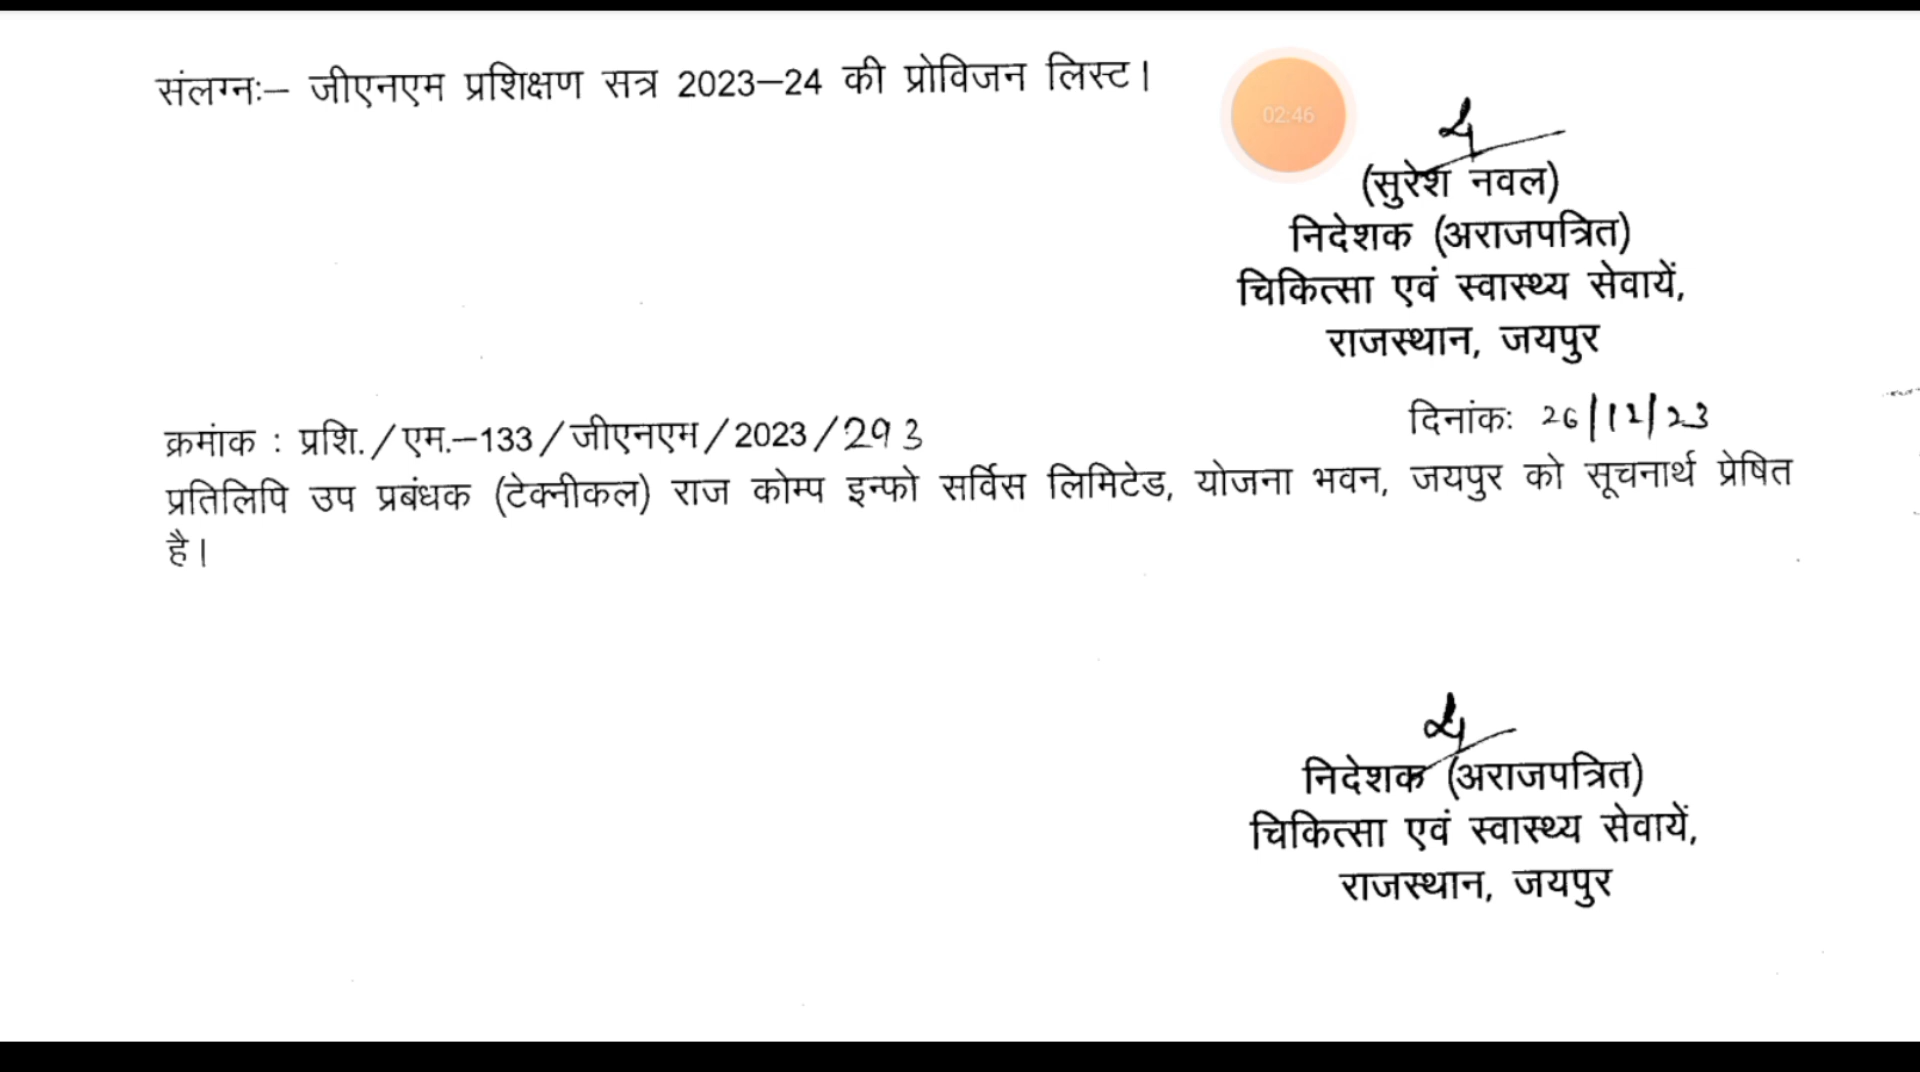 संलग्नः– जीएनएम प्रशिक्षण सत्र 2023–24 की प्रोविजन लिस्ट।
02:46
(सुरेश नवल)
निदेशक (अराजपत्रित)
चिकित्सा एवं स्वास्थ्य सेवायें,
राजस्थान, जयपुर
क्रमांक : प्रशि./एम.–133/जीएनएम/2023/293
दिनांकः 26/12/23
प्रतिलिपि उप प्रबंधक (टेक्नीकल) राज कोम्प इन्फो सर्विस लिमिटेड, योजना भवन, जयपुर को सूचनार्थ प्रेषित
है।
निदेशक (अराजपत्रित)
चिकित्सा एवं स्वास्थ्य सेवायें,
राजस्थान, जयपुर